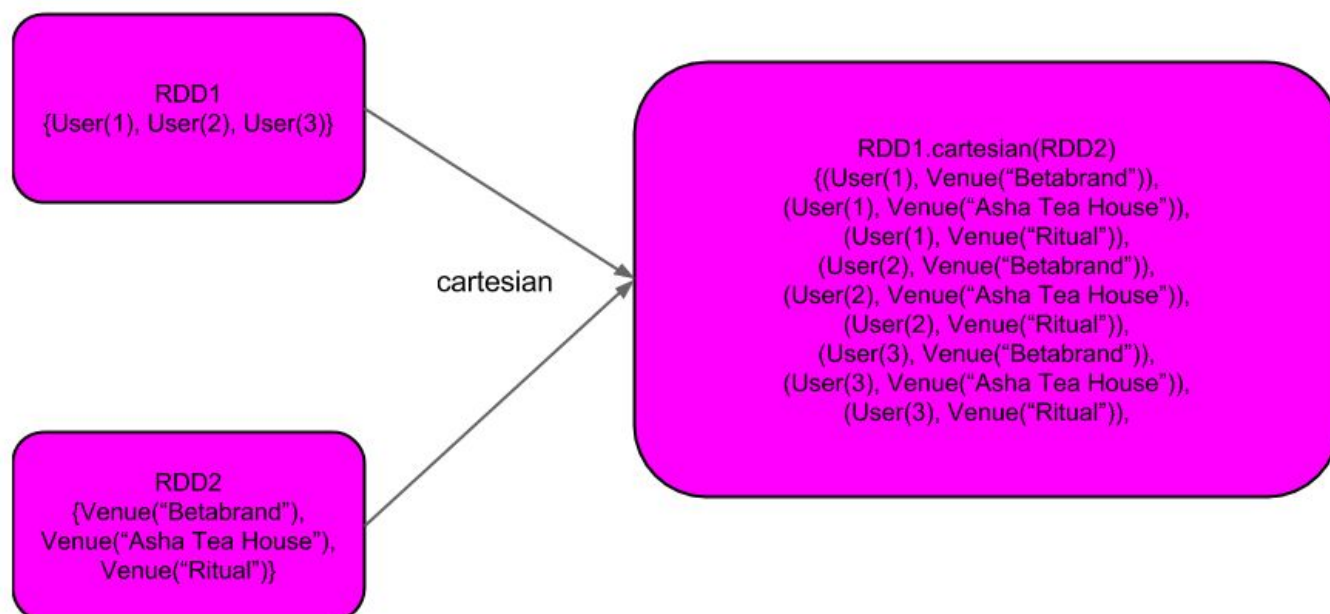 RDD1
{User(1), User(2), User(3)}
RDD1.cartesian(RDD2)
{(User(1), Venue(“Betabrand”)),
(User(1), Venue(“Asha Tea House”)),
(User(1), Venue(“Ritual”)),
(User(2), Venue(“Betabrand”)),
(User(2), Venue(“Asha Tea House”)),
(User(2), Venue(“Ritual”)),
(User(3), Venue(“Betabrand”)),
(User(3), Venue(“Asha Tea House”)),
(User(3), Venue(“Ritual”)),
cartesian
RDD2
{Venue(“Betabrand”),
Venue(“Asha Tea House”),
Venue(“Ritual”)}